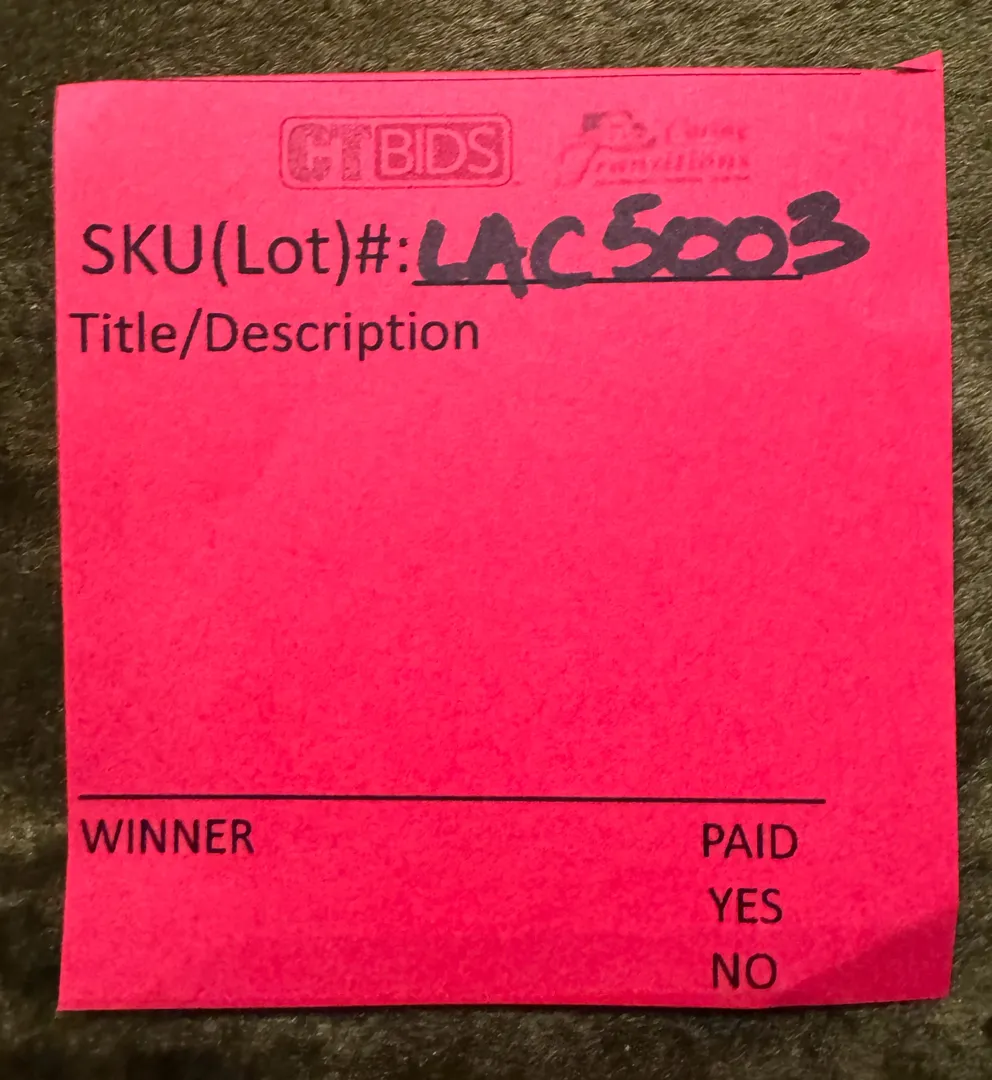 CTBIDS Caring Transitions
SKU(Lot)#: LAC5003
Title/Description
WINNER PAID
YES
NO